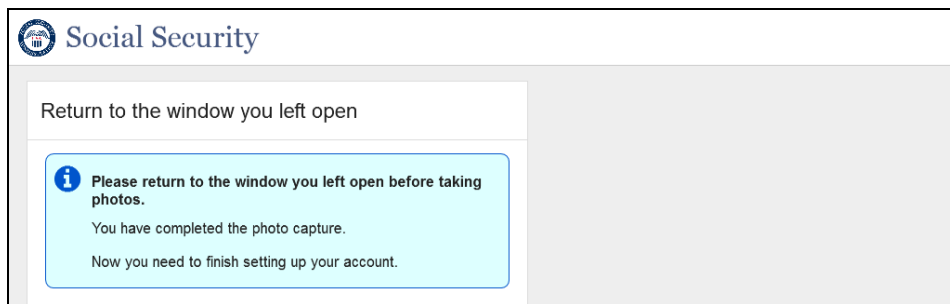 Social Security
Return to the window you left open
Please return to the window you left open before taking
photos.
You have completed the photo capture.
Now you need to finish setting up your account.